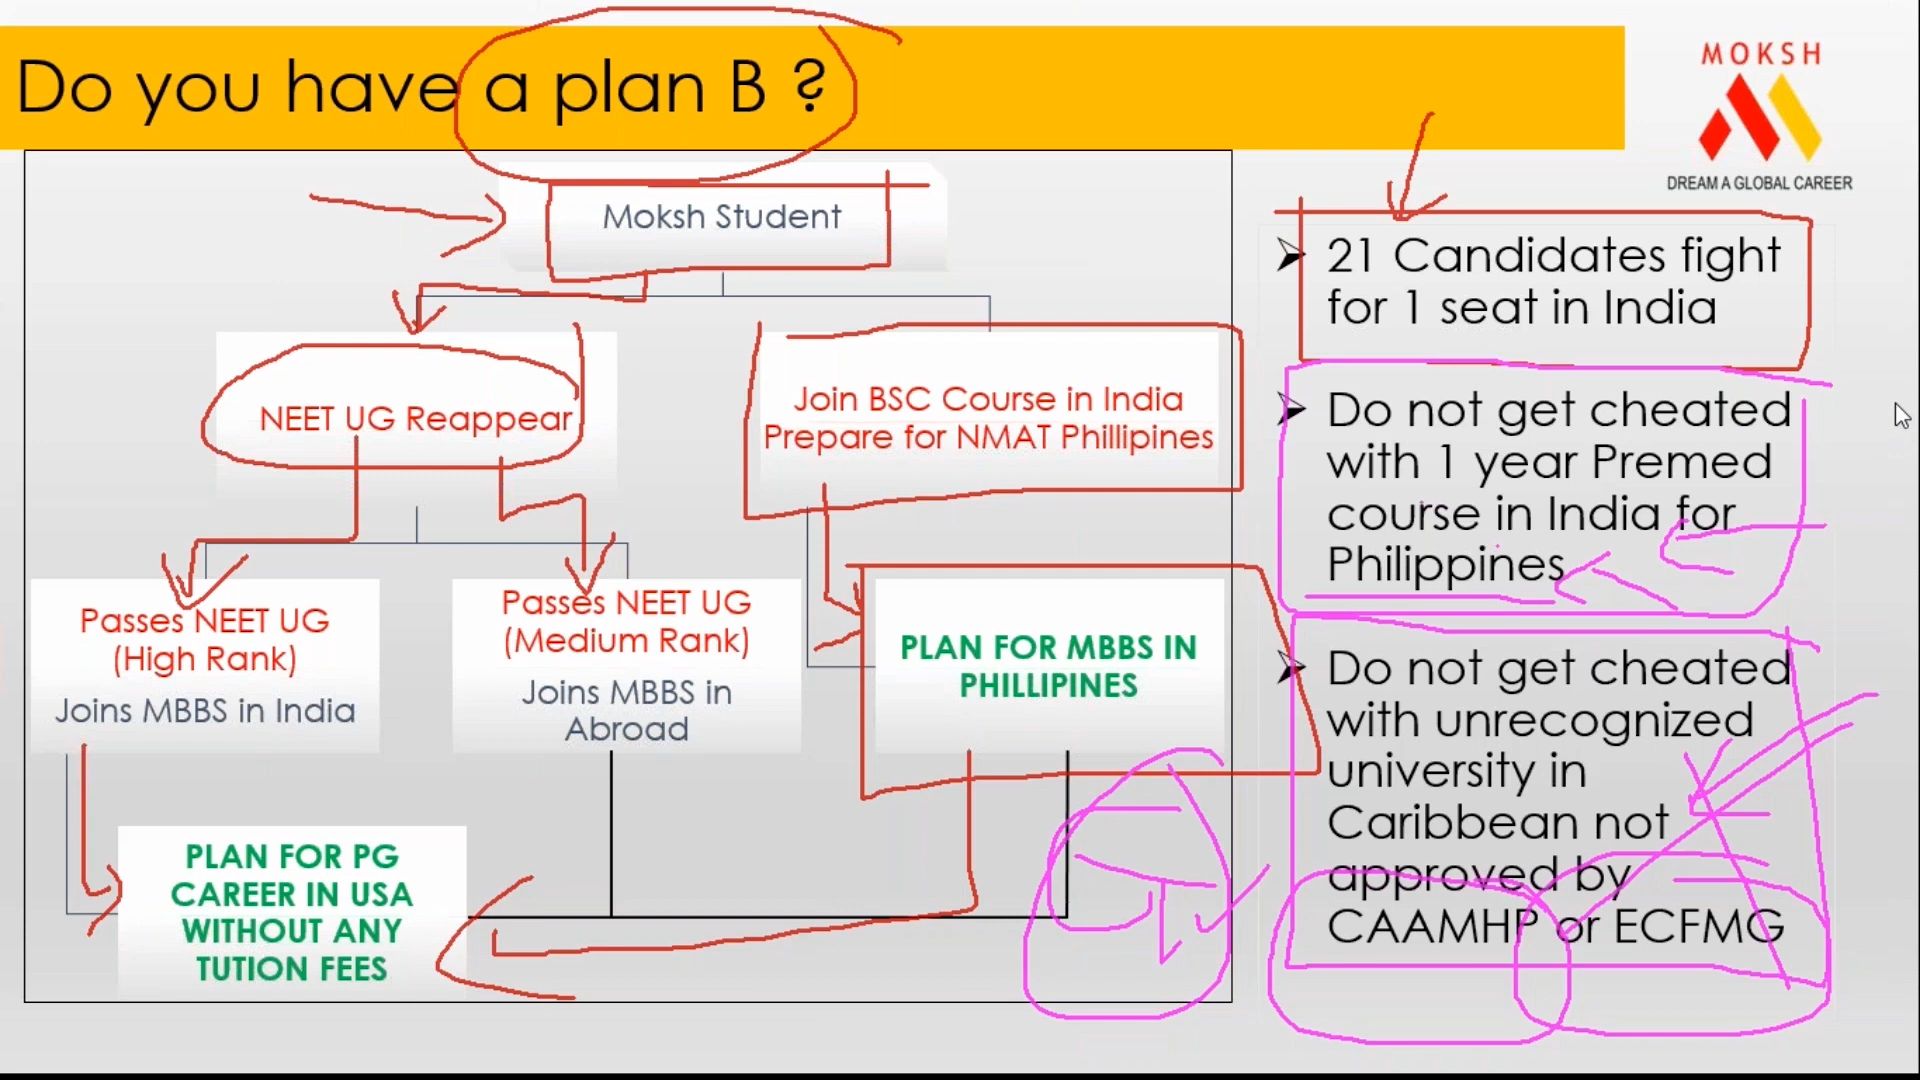 Do you have a plan B ?
MOKSH
DREAM A GLOBAL CAREER
Moksh Student
NEET UG Reappear
Join BSC Course in India
Prepare for NMAT Phillipines
Passes NEET UG
(High Rank)
Joins MBBS in India
Passes NEET UG
(Medium Rank)
Joins MBBS in
Abroad
PLAN FOR MBBS IN
PHILLIPINES
PLAN FOR PG
CAREER IN USA
WITHOUT ANY
TUTION FEES
21 Candidates fight
for 1 seat in India
Do not get cheated
with 1 year Premed
course in India for
Philippines
Do not get cheated
with unrecognized
university in
Caribbean not
approved by
CAAMHP or ECFMG